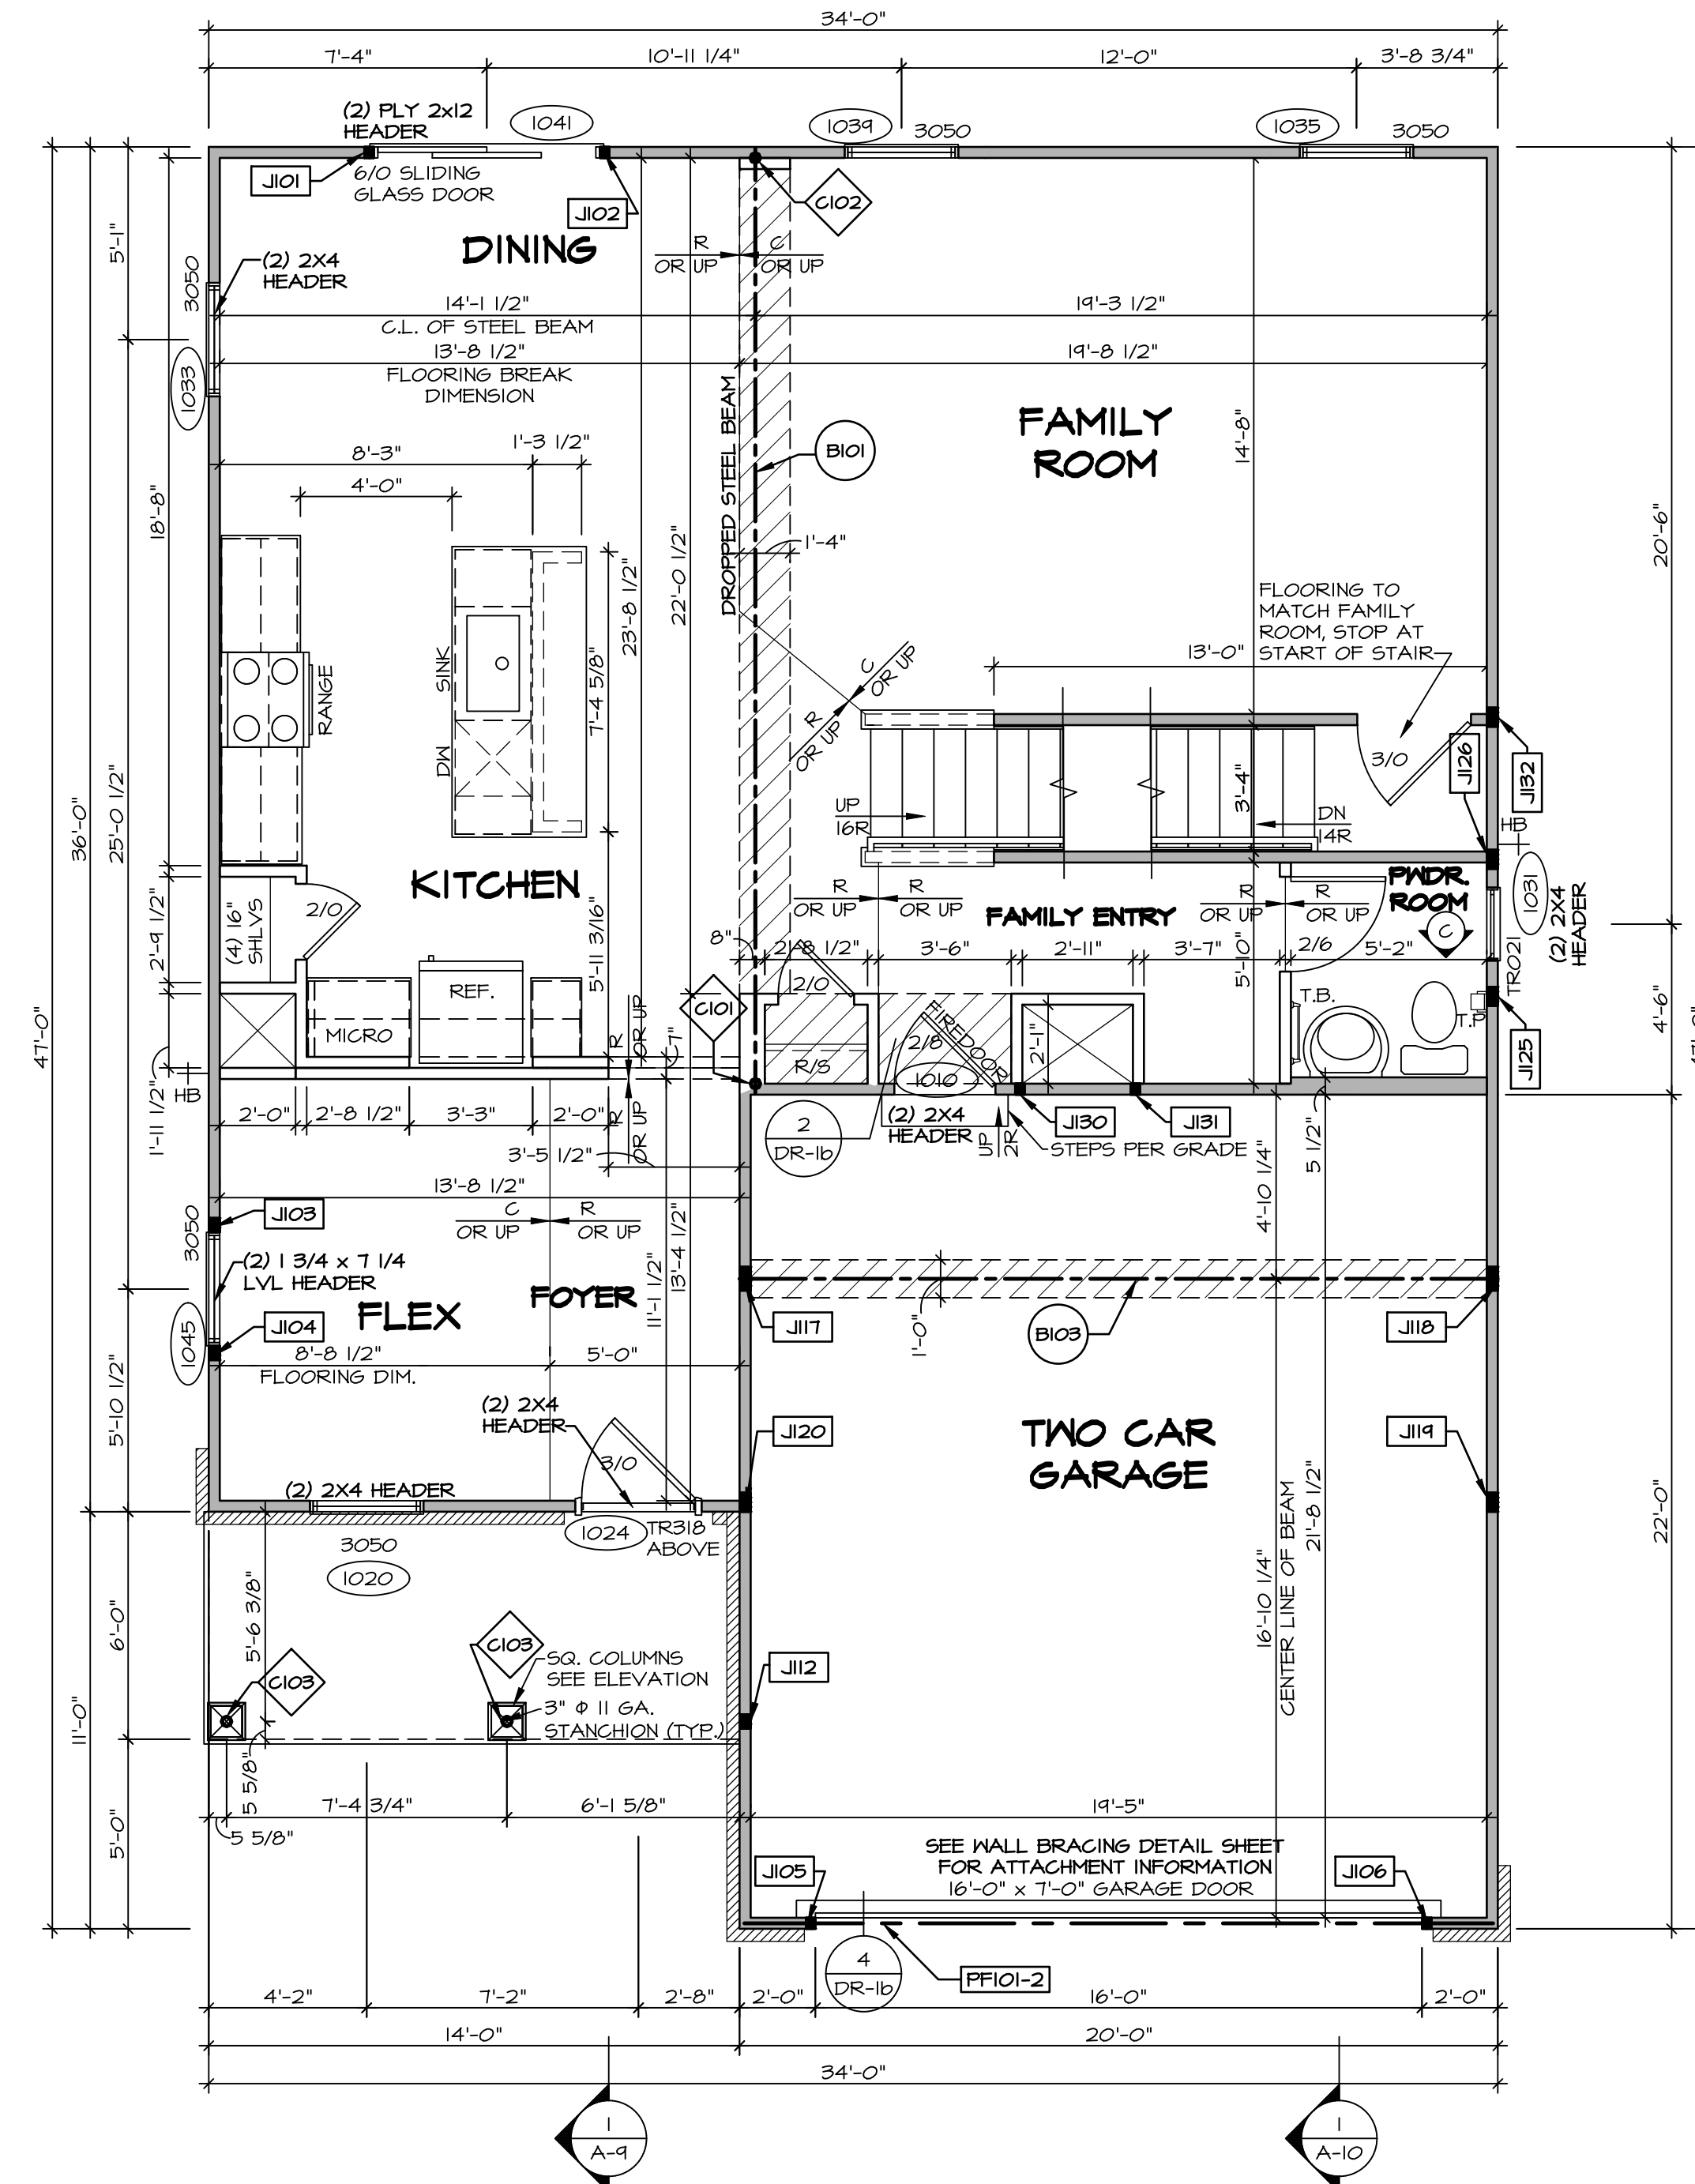 34'-0"
7'-4"
10'-11 1/4"
12'-0"
3'-8 3/4"
(2) PLY 2x12
HEADER
1041
1039
3050
1035
3050
J101
6/0 SLIDING
GLASS DOOR
J102
C102
DINING
R
OR UP
C
OR UP
5'-1"
3050
(2) 2X4
HEADER
14'-1 1/2"
C.L. OF STEEL BEAM
19'-3 1/2"
13'-8 1/2"
FLOORING BREAK
DIMENSION
19'-8 1/2"
1033
DROPPED STEEL BEAM
B101
FAMILY
ROOM
14'-8"
8'-3"
1'-3 1/2"
4'-0"
18'-8"
20'-6"
1'-4"
22'-0 1/2"
23'-8 1/2"
FLOORING TO
MATCH FAMILY
ROOM, STOP AT
START OF STAIR
13'-0"
C
OR UP
R
OR UP
RANGE
SINK
DW
7'-4 5/8"
3/0
J126
J132
HB
36'-0"
25'-0 1/2"
UP
16R
3'-4"
DN
14R
KITCHEN
2/0
(4) 16"
SHLVS
2'-9 1/2"
5'-11 3/16"
R
OR UP
R
OR UP
FAMILY ENTRY
R
OR UP
R
OR UP
PWDR.
ROOM
C
1031
(2) 2X4
HEADER
TR021
8"
2'-8 1/2"
3'-6"
2'-11"
3'-7"
5'-10"
2/6
5'-2"
REF.
MICRO
C101
2/0
R/S
FIREDOOR
2/8
1010
2'-1"
T.B.
T.P.
J125
4'-6"
47'-0"
47'-0"
HB
1'-11 1/2"
R
OR UP
7"
R
OR UP
2'-0"
2'-8 1/2"
3'-3"
2'-0"
3'-5 1/2"
2
DR-1b
(2) 2X4
HEADER
UP
2R
J130
J131
STEPS PER GRADE
5 1/2"
4'-10 1/4"
13'-8 1/2"
J103
C
OR UP
R
OR UP
3050
(2) 1 3/4 x 7 1/4
LVL HEADER
FLEX
FOYER
11'-1 1/2"
13'-4 1/2"
J104
1045
8'-8 1/2"
FLOORING DIM.
5'-0"
J117
1'-0"
B103
J118
5'-10 1/2"
(2) 2X4
HEADER
3/0
J120
TWO CAR
GARAGE
J119
(2) 2X4 HEADER
3050
1020
1024
TR318
ABOVE
22'-0"
21'-8 1/2"
16'-10 1/4"
CENTER LINE OF BEAM
6'-0"
5'-6 3/8"
C103
C103
SQ. COLUMNS
SEE ELEVATION
3" Φ 11 GA.
STANCHION (TYP.)
J112
11'-0"
5 5/8"
5 5/8"
7'-4 3/4"
6'-1 5/8"
19'-5"
5'-0"
SEE WALL BRACING DETAIL SHEET
FOR ATTACHMENT INFORMATION
16'-0" x 7'-0" GARAGE DOOR
J105
J106
4
DR-1b
PF101-2
4'-2"
7'-2"
2'-8"
2'-0"
16'-0"
2'-0"
14'-0"
20'-0"
34'-0"
1
A-9
1
A-10